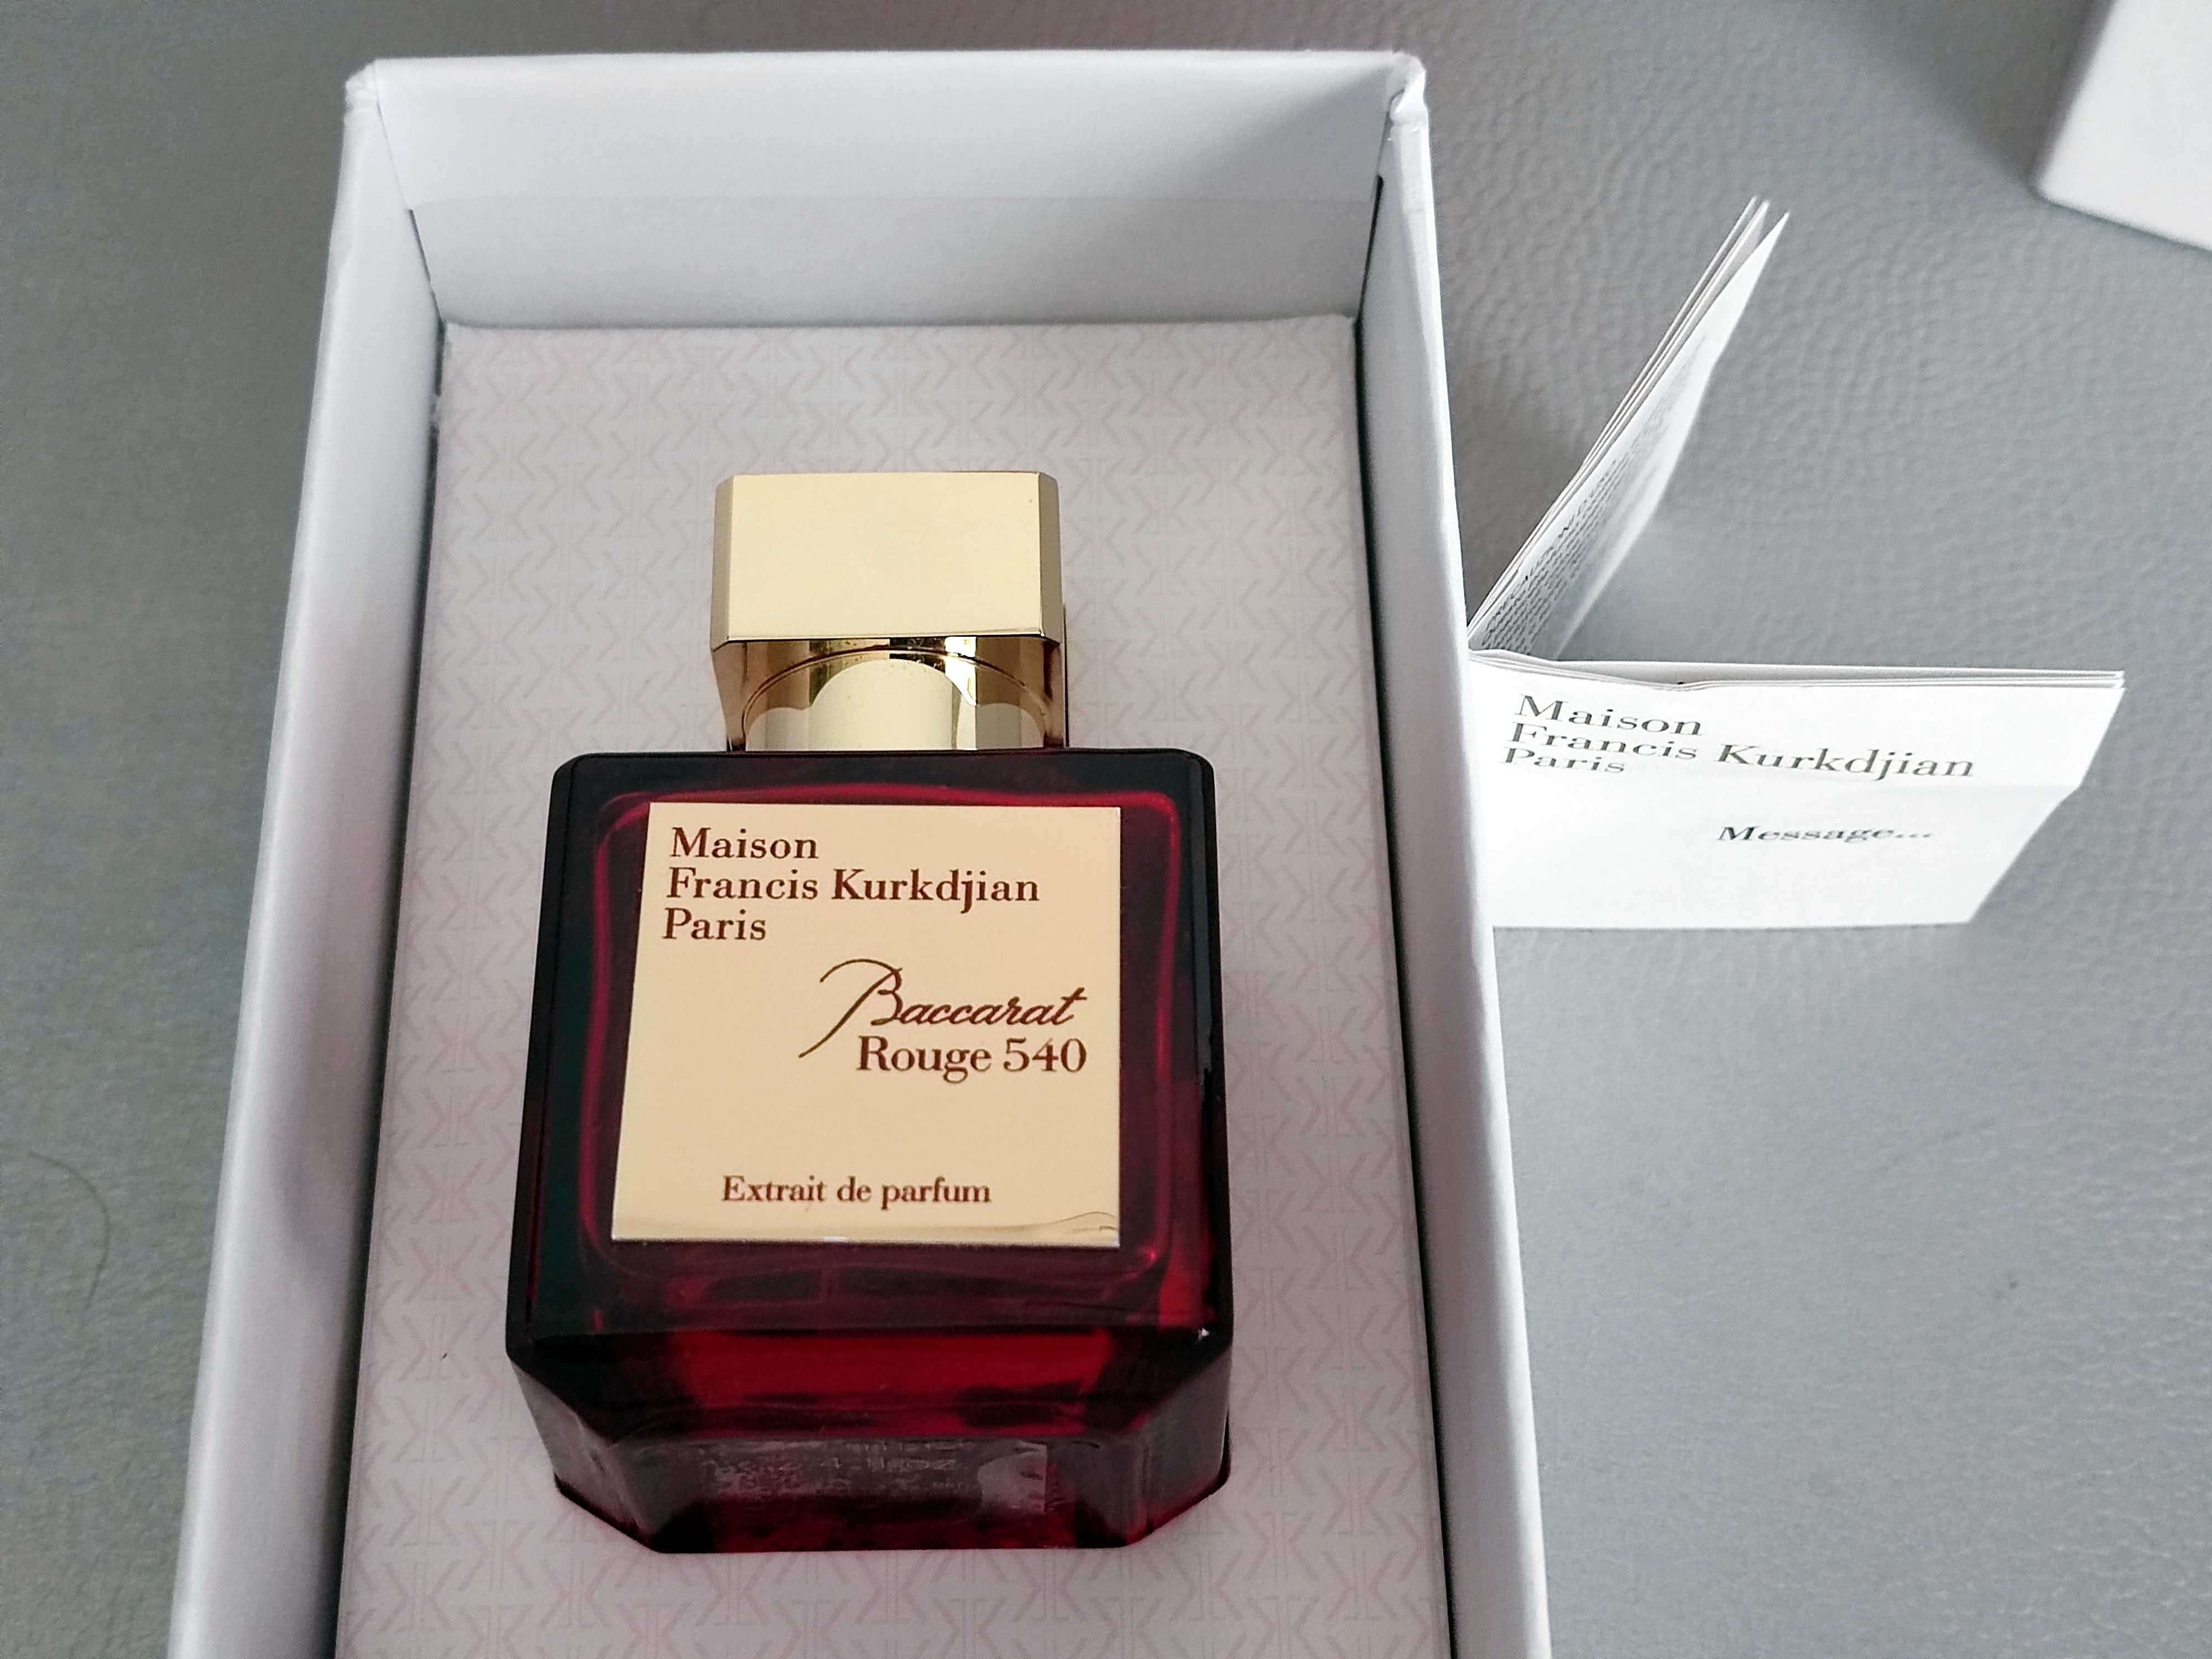 Maison
Francis Kurkdjian
Paris
Baccarat
Rouge 540
Extrait de parfum
Maison
Francis Kurkdjian
Paris
Message...